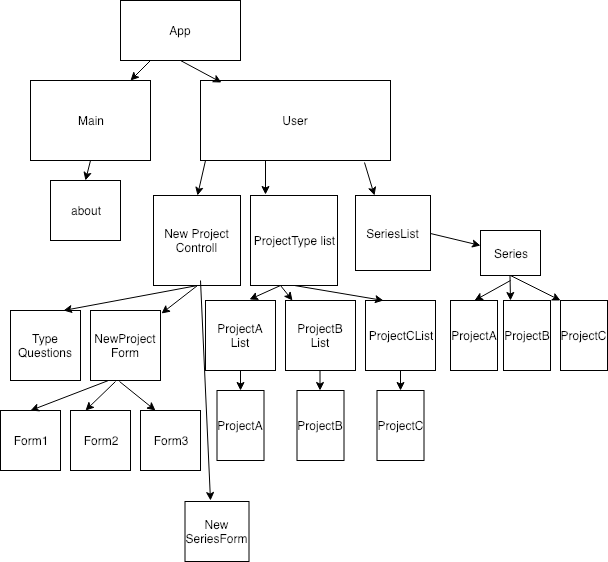 App
Main
User
about
New Project
Controll
ProjectType list
SeriesList
Series
Type
Questions
NewProject
Form
ProjectA
List
ProjectB
List
ProjectCList
ProjectA
ProjectB
ProjectC
Form1
Form2
Form3
ProjectA
ProjectB
ProjectC
New
SeriesForm